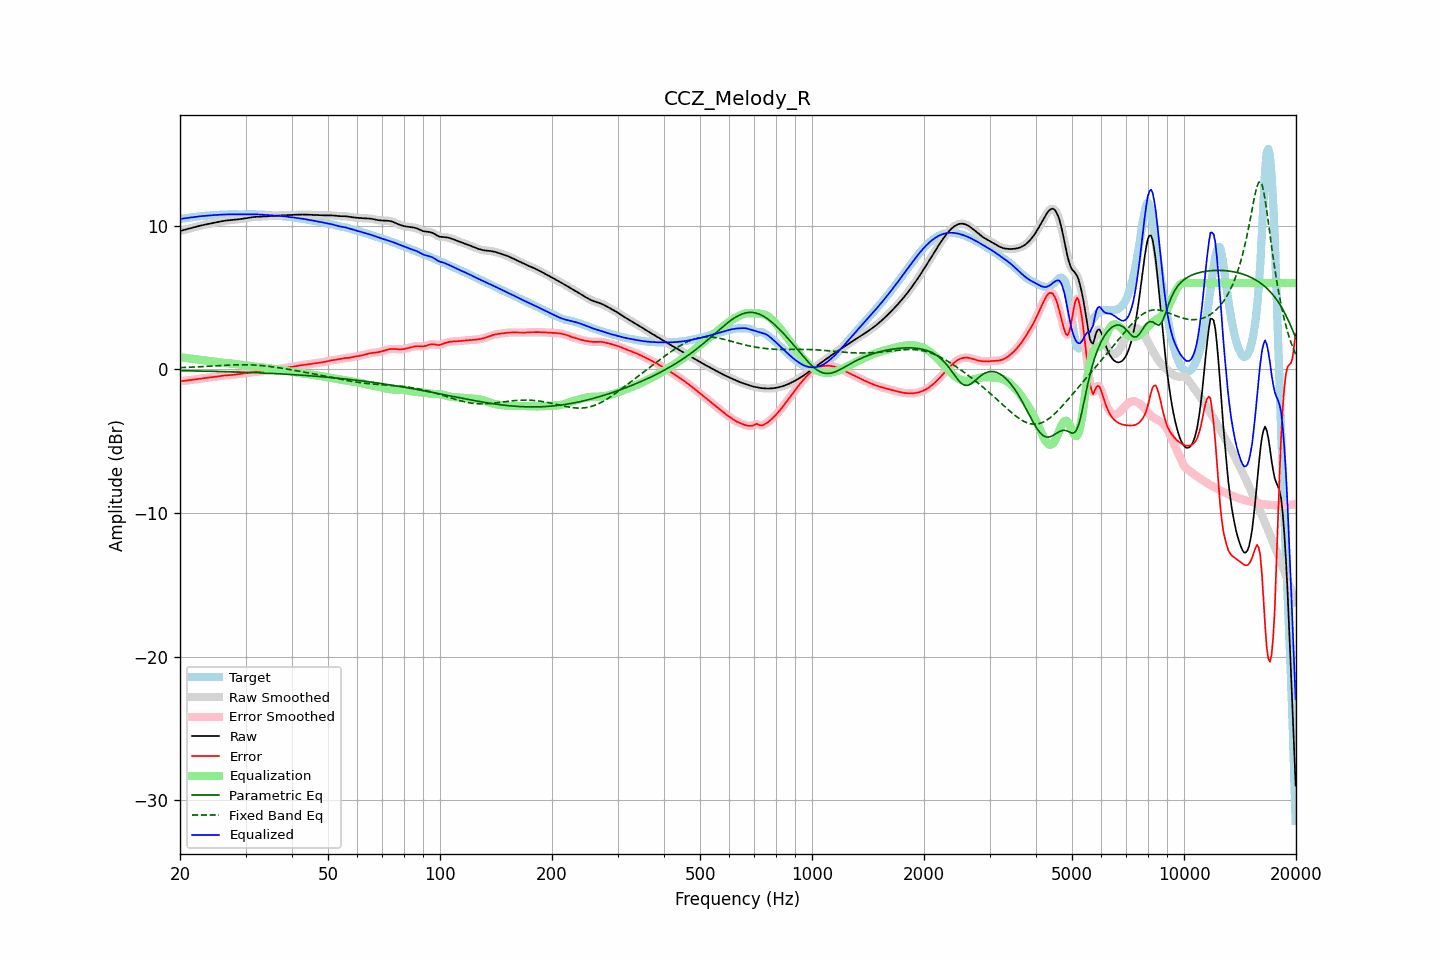 CCZ_Melody_R
Amplitude (dBr)
10
0
−10
−20
−30
Target
Raw Smoothed
Error Smoothed
Raw
Error
Equalization
Parametric Eq
Fixed Band Eq
Equalized
20 50 100 200 500 1000 2000 5000 10000 20000
Frequency (Hz)